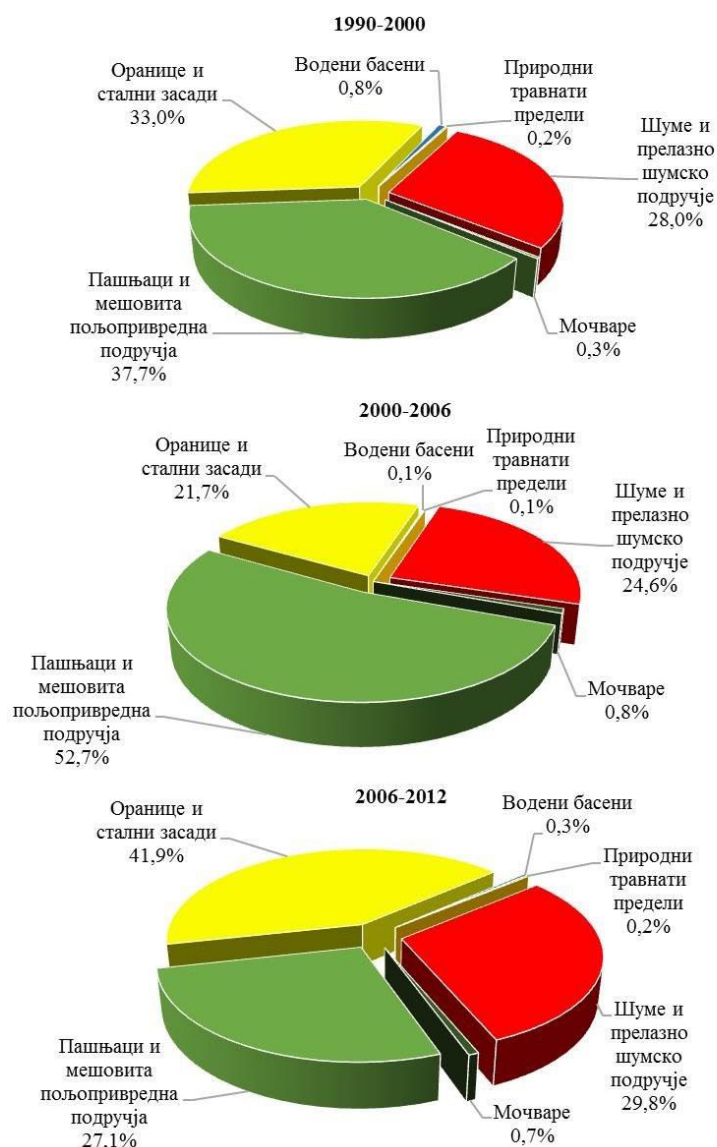 1990-2000
Оранице и
стални засади
33,0%
Водени басени
0,8%
Природни
травнати
предели
0,2%
Шуме и
прелазно
шумско
подручје
28,0%
Пашњаци и
мешовита
пољопривредна
подручја
37,7%
Мочваре
0,3%
2000-2006
Оранице и
стални засади
21,7%
Водени басени
0,1%
Природни
травнати
предели
0,1%
Шуме и
прелазно
шумско
подручје
24,6%
Пашњаци и
мешовита
пољопривредна
подручја
52,7%
Мочваре
0,8%
2006-2012
Оранице и
стални засади
41,9%
Водени басени
0,3%
Природни
травнати
предели
0,2%
Шуме и
прелазно
шумско
подручје
29,8%
Пашњаци и
мешовита
пољопривредна
подручја
27,1%
Мочваре
0,7%